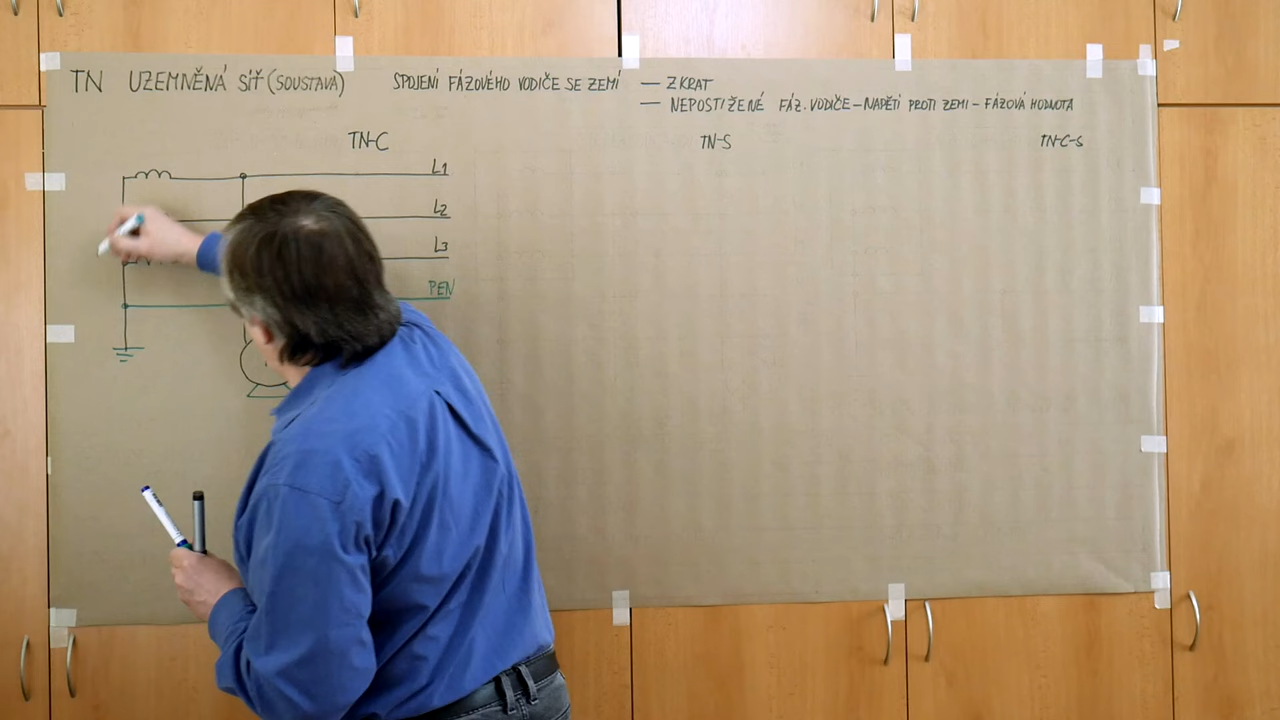 TN UZEMNĚNÁ SÍŤ (SOUSTAVA) SPOJENÍ FÁZOVÉHO VODIČE SE ZEMÍ — ZKRAT
— NEPOSTIŽENÉ FÁZ. VODIČE – NAPĚTÍ PROTI ZEMI – FÁZOVÁ HODNOTA
TN-C TN-S TN-C-S
L1
L2
L3
PEN